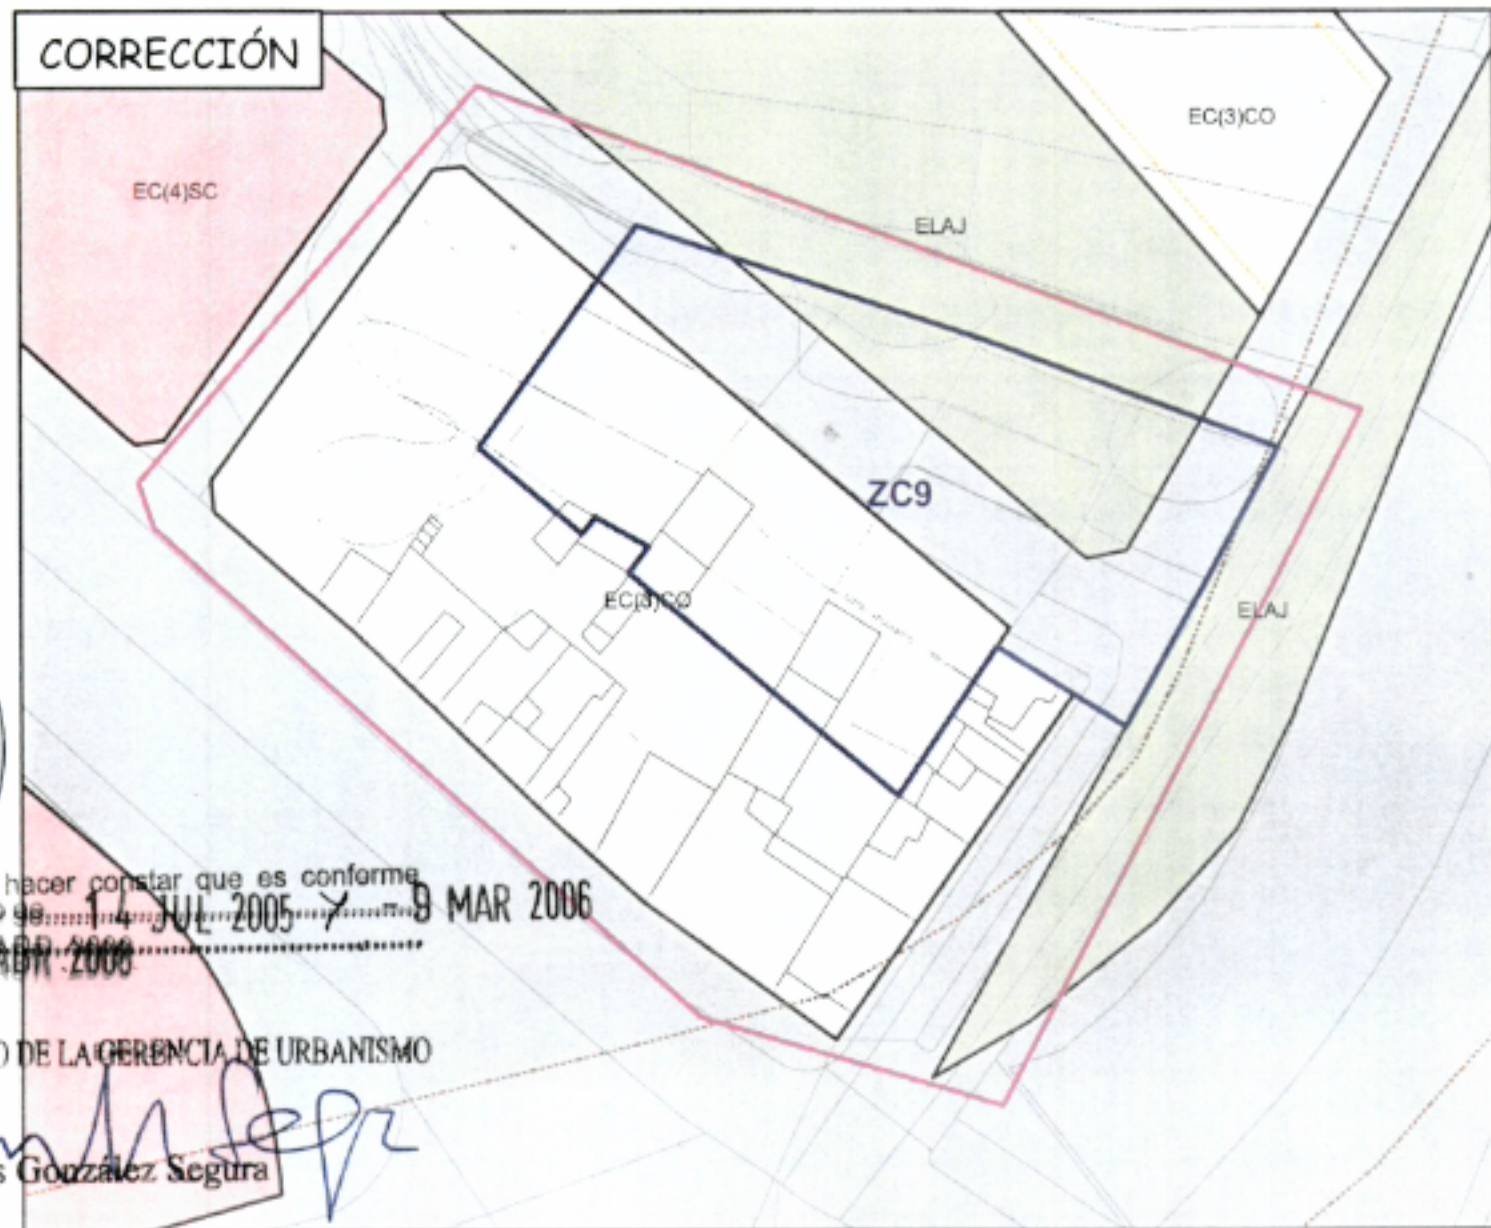 CORRECCIÓN
EC(3)CO
EC(4)SC
ELAJ
ZC9
EC(3)CO
ELAJ
hacer constar que es conforme
14 JUL 2005 Y - 9 MAR 2006
2006
DE LA GERENCIA DE URBANISMO
González Segura